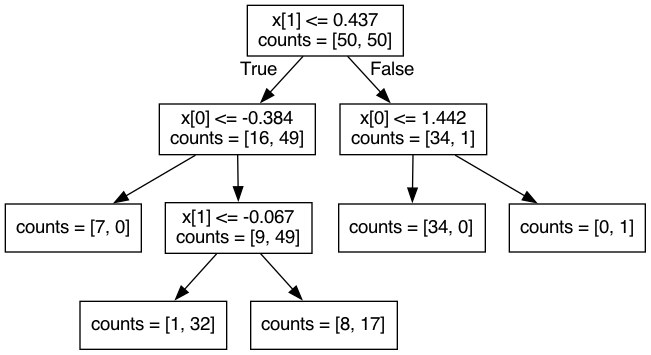 x[1] <= 0.437
counts = [50, 50]
True
False
x[0] <= -0.384
counts = [16, 49]
x[0] <= 1.442
counts = [34, 1]
counts = [7, 0]
x[1] <= -0.067
counts = [9, 49]
counts = [34, 0]
counts = [0, 1]
counts = [1, 32]
counts = [8, 17]